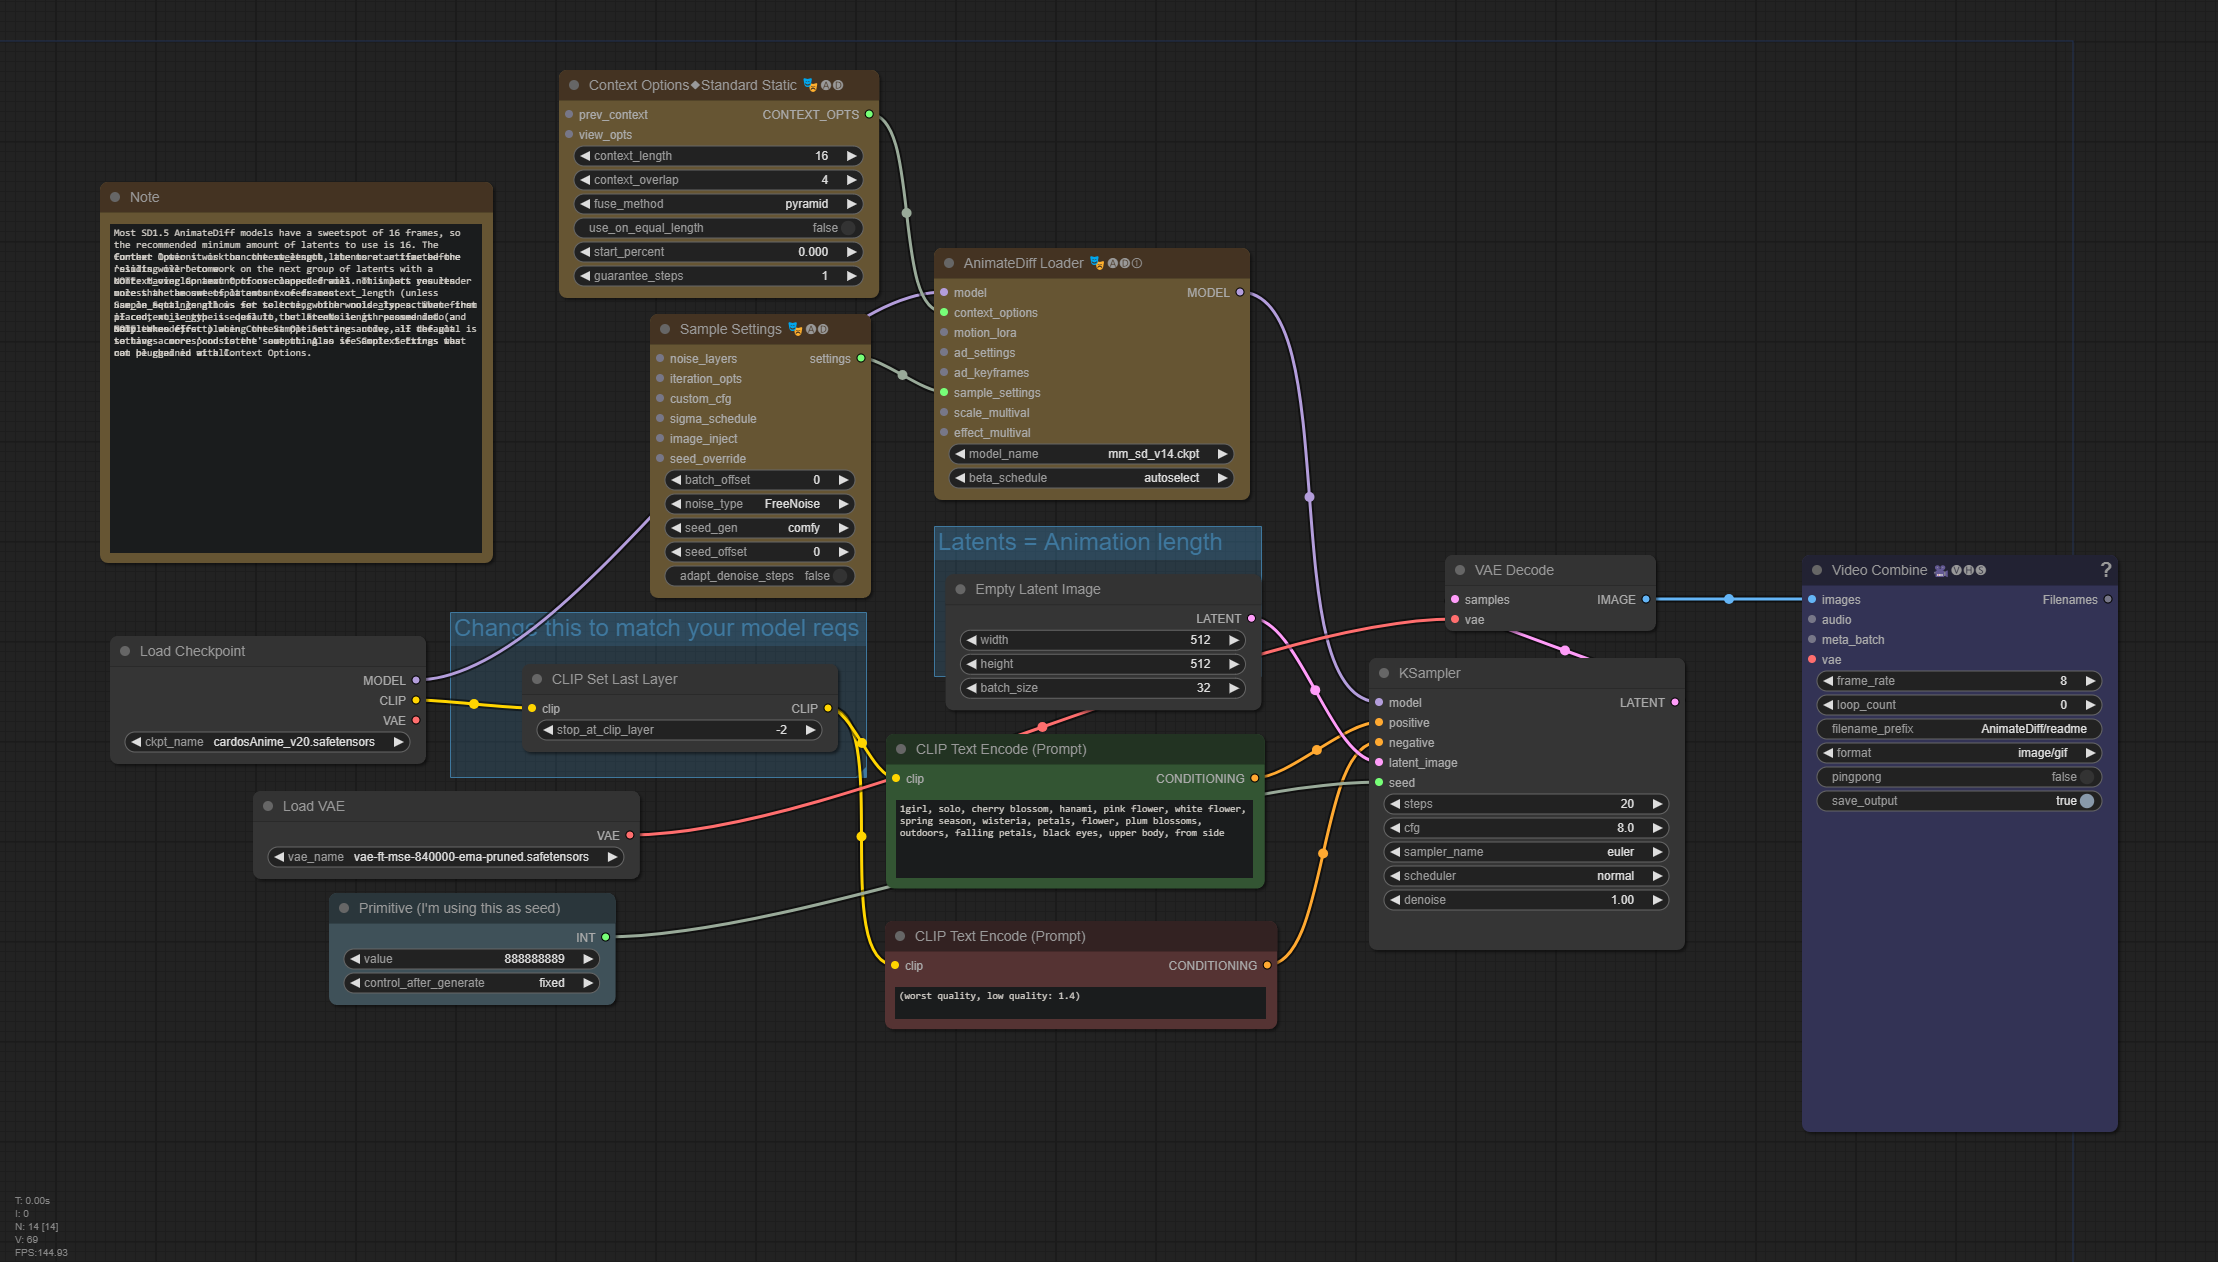 Context Options◆Standard Static 🎭🅐🅓
prev_context
CONTEXT_OPTS
view_opts
context_length 16
context_overlap 4
fuse_method pyramid
use_on_equal_length false
start_percent 0.000
guarantee_steps 1
Note
Most SD1.5 AnimateDiff models have a sweetspot of 16 frames, so
the recommended minimum amount of latents to use is 16. The
AnimateDiff Loader 🎭🅐🅓①
model
MODEL
context_options
motion_lora
ad_settings
ad_keyframes
sample_settings
scale_multival
effect_multival
model_name mm_sd_v14.ckpt
beta_schedule autoselect
Sample Settings 🎭🅐🅓
noise_layers
settings
iteration_opts
custom_cfg
sigma_schedule
image_inject
seed_override
batch_offset 0
noise_type FreeNoise
seed_gen comfy
seed_offset 0
adapt_denoise_steps false
Latents = Animation length
Empty Latent Image
LATENT
width 512
height 512
batch_size 32
Change this to match your model reqs
CLIP Set Last Layer
clip
CLIP
stop_at_clip_layer -2
Load Checkpoint
MODEL
CLIP
VAE
ckpt_name cardosAnime_v20.safetensors
Load VAE
VAE
vae_name vae-ft-mse-840000-ema-pruned.safetensors
Primitive (I'm using this as seed)
INT
value 888888889
control_after_generate fixed
CLIP Text Encode (Prompt)
clip
CONDITIONING
1girl, solo, cherry blossom, hanami, pink flower, white flower,
spring season, wisteria, petals, flower, plum blossoms,
outdoors, falling petals, black eyes, upper body, from side
CLIP Text Encode (Prompt)
clip
CONDITIONING
(worst quality, low quality: 1.4)
VAE Decode
samples
IMAGE
vae
KSampler
model
LATENT
positive
negative
latent_image
seed
steps 20
cfg 8.0
sampler_name euler
scheduler normal
denoise 1.00
Video Combine 🎥🅥🅗🅢
?
images
Filenames
audio
meta_batch
vae
frame_rate 8
loop_count 0
filename_prefix AnimateDiff/readme
format image/gif
pingpong false
save_output true
T: 0.00s
I: 0
N: 14 [14]
V: 69
FPS:144.93